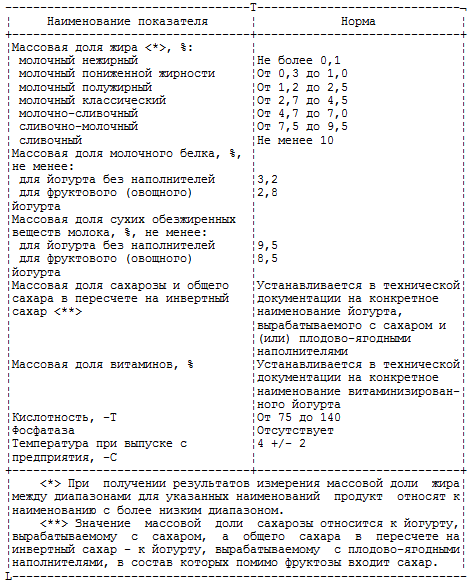 Наименование показателя Норма
Массовая доля жира <*>, %:
молочный нежирный Не более 0,1
молочный пониженной жирности От 0,3 до 1,0
молочный полужирный От 1,2 до 2,5
молочный классический От 2,7 до 4,5
молочно-сливочный От 4,7 до 7,0
сливочно-молочный От 7,5 до 9,5
сливочный Не менее 10
Массовая доля молочного белка, %,
не менее:
для йогурта без наполнителей 3,2
для фруктового (овощного) 2,8
йогурта
Массовая доля сухих обезжиренных
веществ молока, %, не менее:
для йогурта без наполнителей 9,5
для фруктового (овощного) 8,5
йогурта
Массовая доля сахарозы и общего Устанавливается в технической
сахара в пересчете на инвертный документации на конкретное
сахар <**> наименование йогурта,
вырабатываемого с сахаром и
(или) плодово-ягодными
наполнителями
Массовая доля витаминов, % Устанавливается в технической
документации на конкретное
наименование витаминизирован-
ного йогурта
Кислотность, -Т От 75 до 140
Фосфатаза Отсутствует
Температура при выпуске с 4 +/- 2
предприятия, -С
<*> При получении результатов измерения массовой доли жира
между диапазонами для указанных наименований продукт относят к
наименованию с более низким диапазоном.
<**> Значение массовой доли сахарозы относится к йогурту,
вырабатываемому с сахаром, а общего сахара в пересчете на
инвертный сахар - к йогурту, вырабатываемому с плодово-ягодными
наполнителями, в состав которых помимо фруктозы входит сахар.